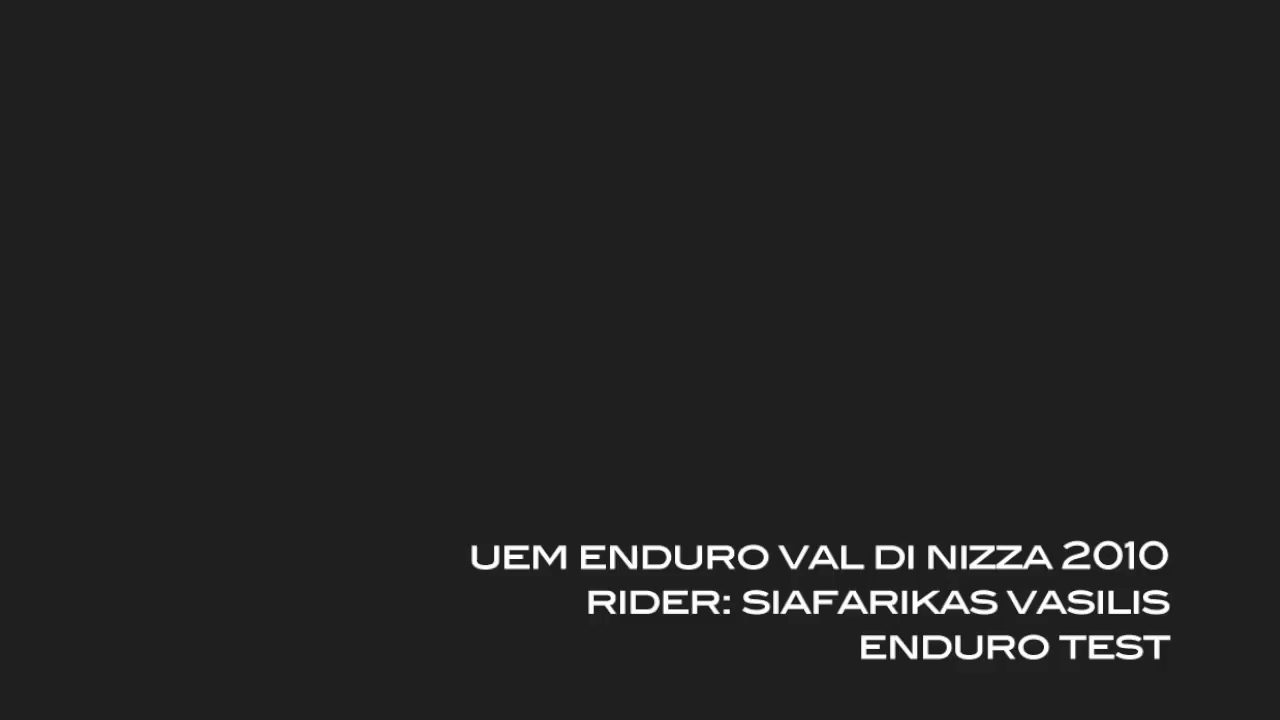 UEM ENDURO VAL DI NIZZA 2010
RIDER: SIAFARIKAS VASILIS
ENDURO TEST